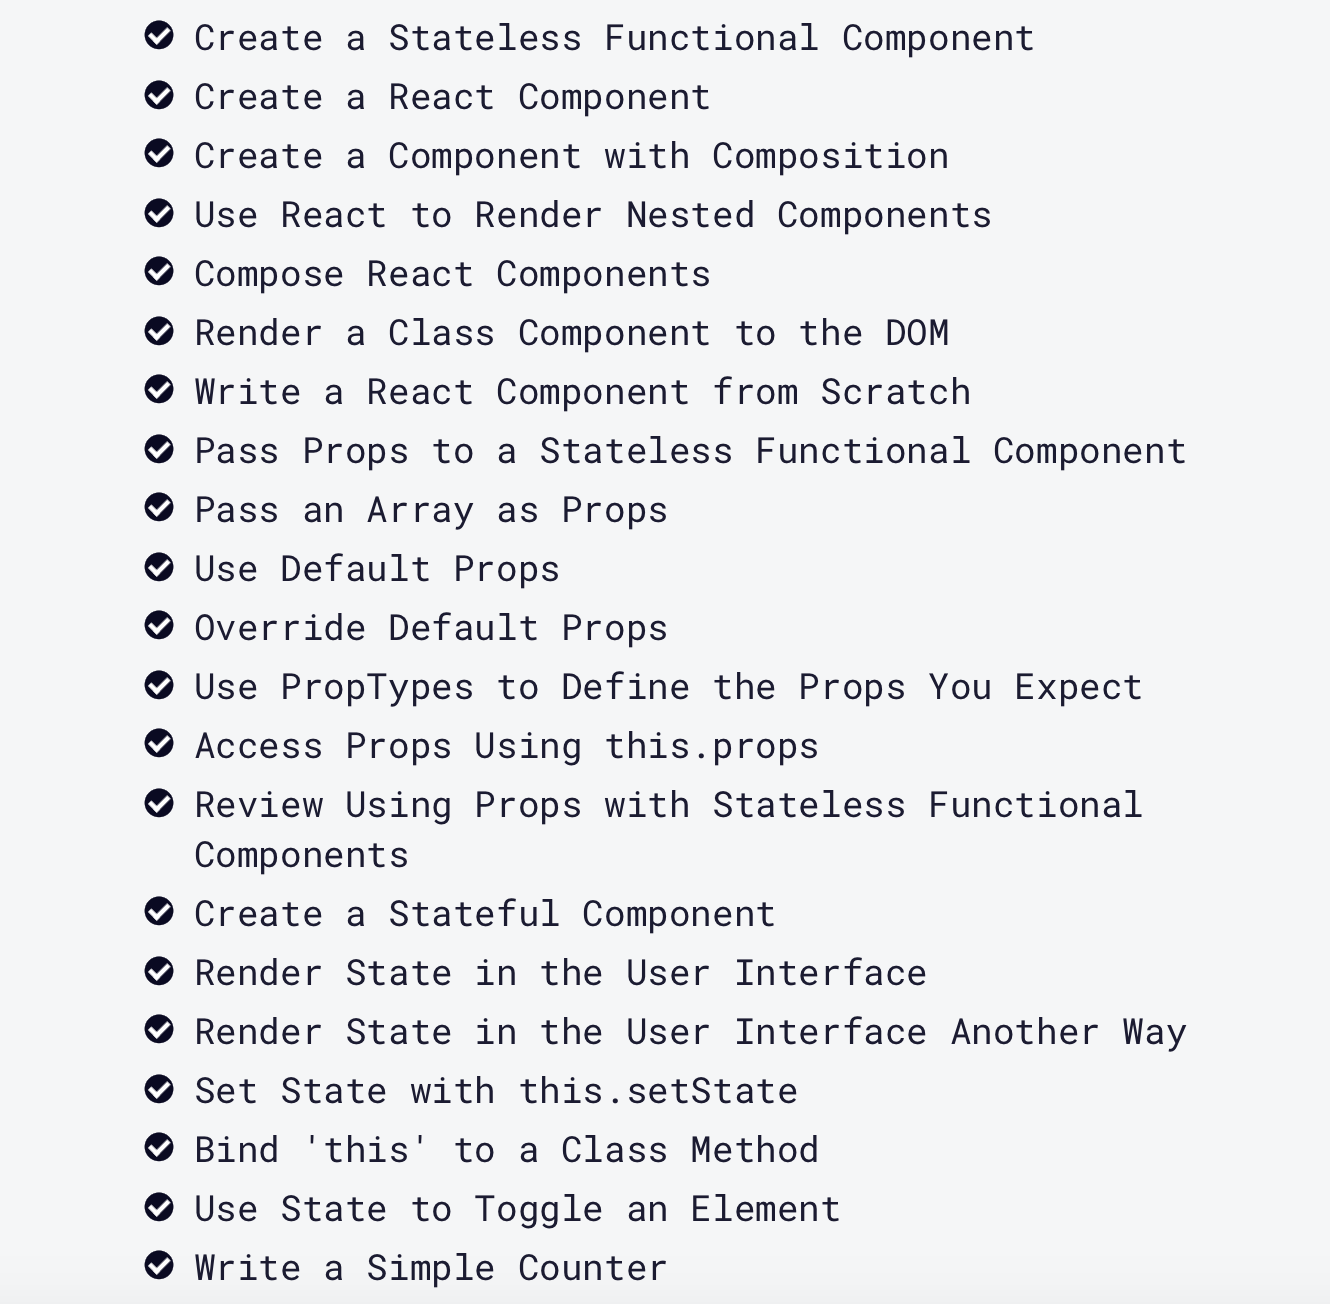 Create a Stateless Functional Component
Create a React Component
Create a Component with Composition
Use React to Render Nested Components
Compose React Components
Render a Class Component to the DOM
Write a React Component from Scratch
Pass Props to a Stateless Functional Component
Pass an Array as Props
Use Default Props
Override Default Props
Use PropTypes to Define the Props You Expect
Access Props Using this.props
Review Using Props with Stateless Functional
Components
Create a Stateful Component
Render State in the User Interface
Render State in the User Interface Another Way
Set State with this.setState
Bind 'this' to a Class Method
Use State to Toggle an Element
Write a Simple Counter